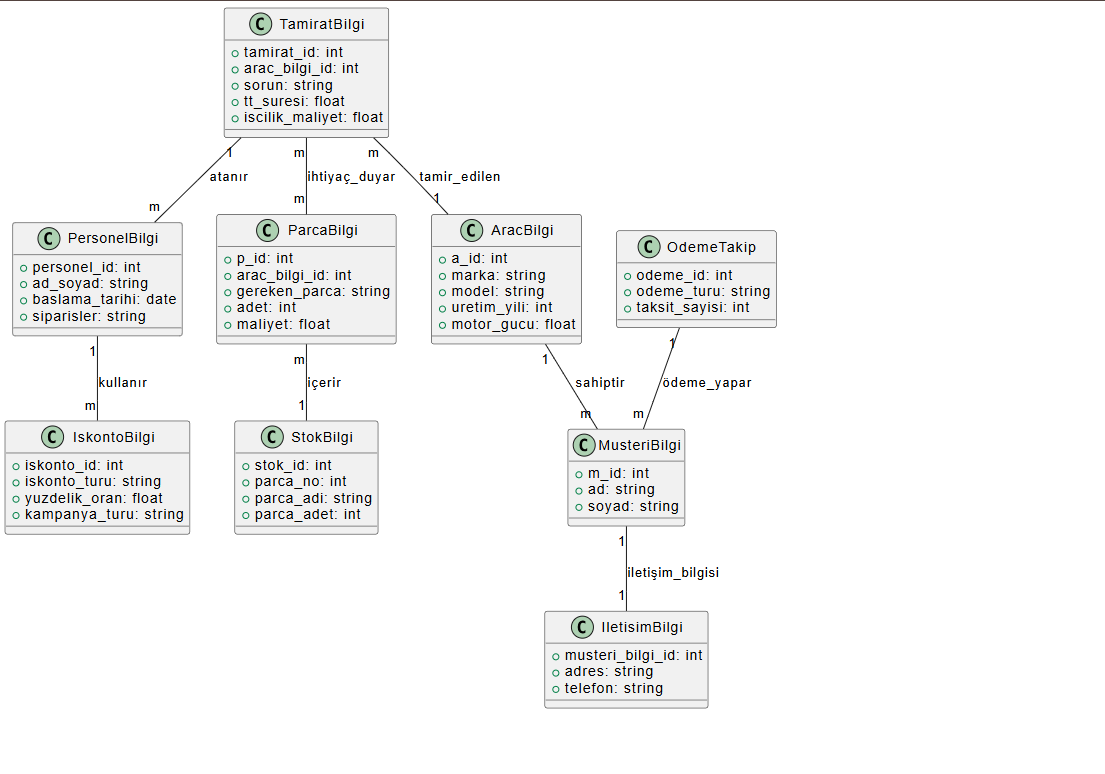 C TamiratBilgi
tamirat_id: int
arac_bilgi_id: int
sorun: string
tt_suresi: float
iscilik_maliyet: float
1
m
m
atanır
ihtiyaç_duyar
tamir_edilen
m
m
1
C PersonelBilgi
personel_id: int
ad_soyad: string
baslama_tarihi: date
siparisler: string
C ParcaBilgi
p_id: int
arac_bilgi_id: int
gereken_parca: string
adet: int
maliyet: float
C AracBilgi
a_id: int
marka: string
model: string
uretim_yili: int
motor_gucu: float
C OdemeTakip
odeme_id: int
odeme_turu: string
taksit_sayisi: int
1
m
1
1
kullanır
içerir
sahiptir
ödeme_yapar
m
1
m
m
C IskontoBilgi
iskonto_id: int
iskonto_turu: string
yuzdelik_oran: float
kampanya_turu: string
C StokBilgi
stok_id: int
parca_no: int
parca_adi: string
parca_adet: int
C MusteriBilgi
m_id: int
ad: string
soyad: string
1
iletişim_bilgisi
1
C IletisimBilgi
musteri_bilgi_id: int
adres: string
telefon: string